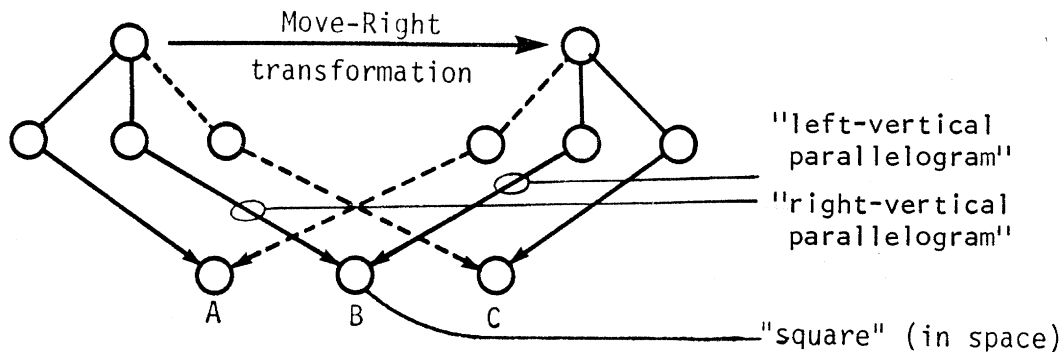 Move-Right
transformation
"left-vertical
parallelogram"
"right-vertical
parallelogram"
A B C
"square" (in space)